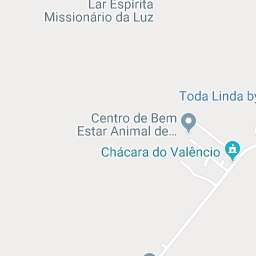 Lar Espírita
Missionário da Luz
Toda Linda by
Centro de Bem
Estar Animal de...
Chácara do Valêncio